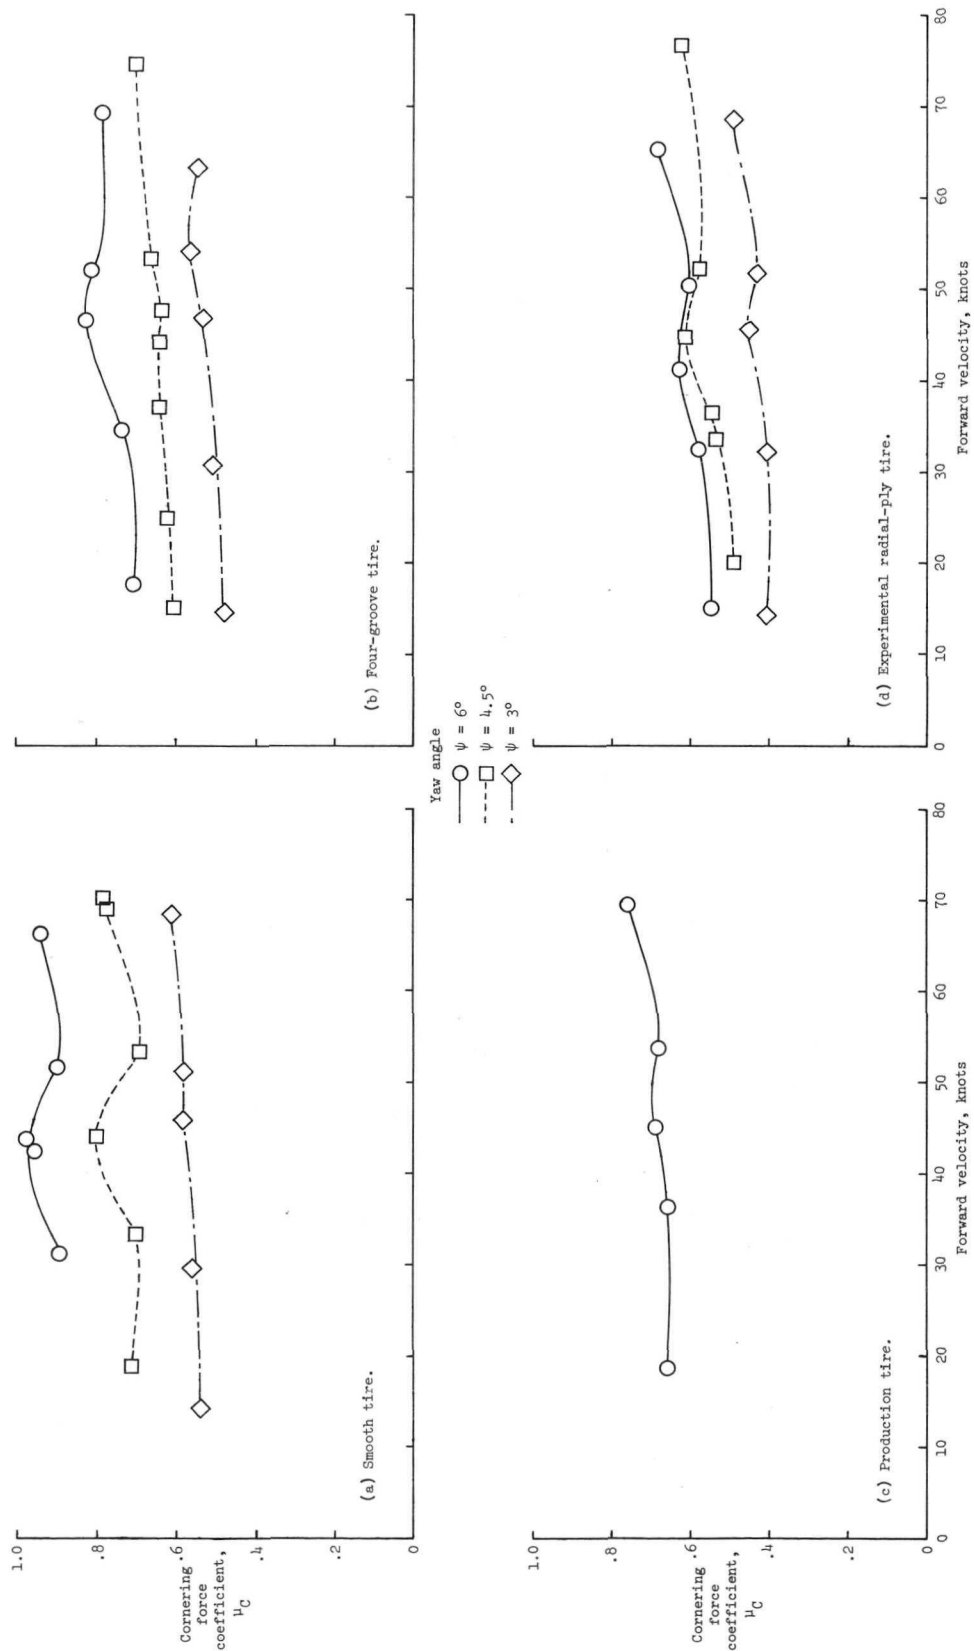 1.0
.8
.6
.4
.2
0
Cornering
force
coefficient,
μC
(a) Smooth tire.
(b) Four-groove tire.
Yaw angle
ψ = 6°
ψ = 4.5°
ψ = 3°
1.0
.8
.6
.4
.2
0
Cornering
force
coefficient,
μC
(c) Production tire.
0 10 20 30 40 50 60 70 80
Forward velocity, knots
(d) Experimental radial-ply tire.
0 10 20 30 40 50 60 70 80
Forward velocity, knots